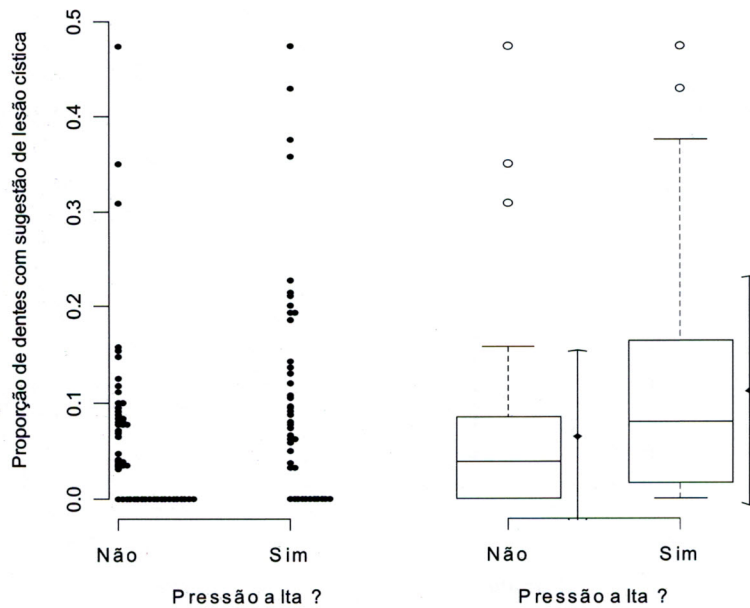 Proporção de dentes com sugestão de lesão cística
0.5
0.4
0.3
0.2
0.1
0.0
Não Sim
Pressão alta ?
Não Sim
Pressão alta ?